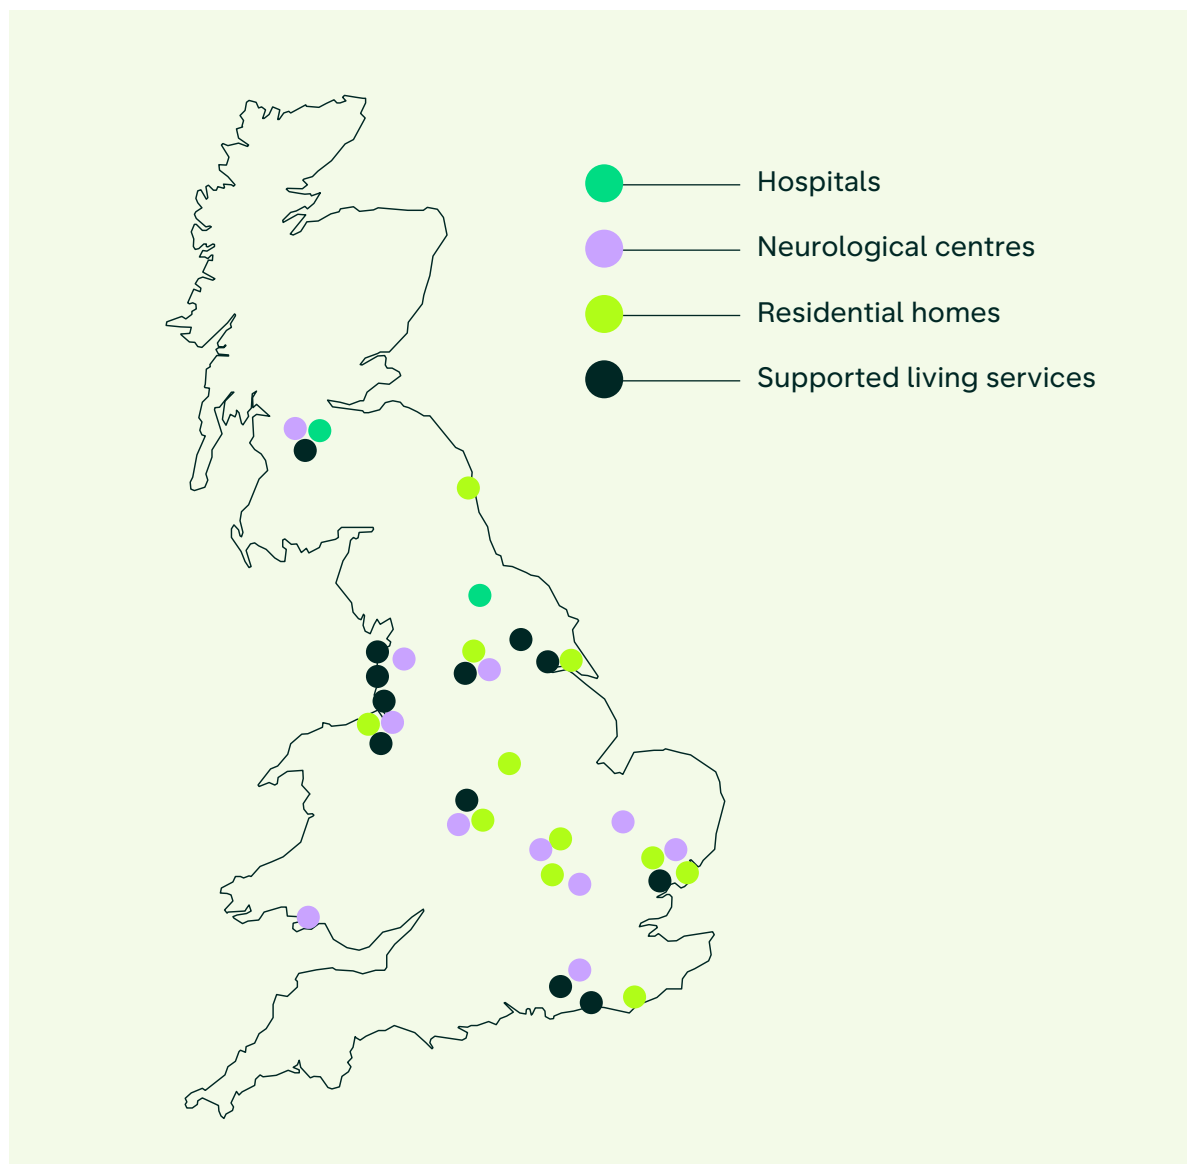 Hospitals
Neurological centres
Residential homes
Supported living services